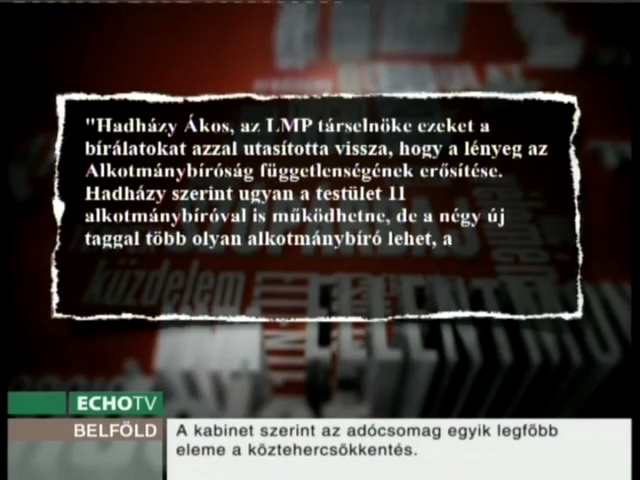 "Hadházy Ákos, az LMP társelnöke ezeket a
bírálatokat azzal utasította vissza, hogy a lényeg az
Alkotmánybíróság függetlenségének erősítése.
Hadházy szerint ugyan a testület 11
alkotmánybíróval is működhetne, de a négy új
taggal több olyan alkotmánybíró lehet, a
küzdelem
ELLENTÁMON
ECHOTV
BELFÖLD
A kabinet szerint az adócsomag egyik legfőbb
eleme a köztehercsökkentés.